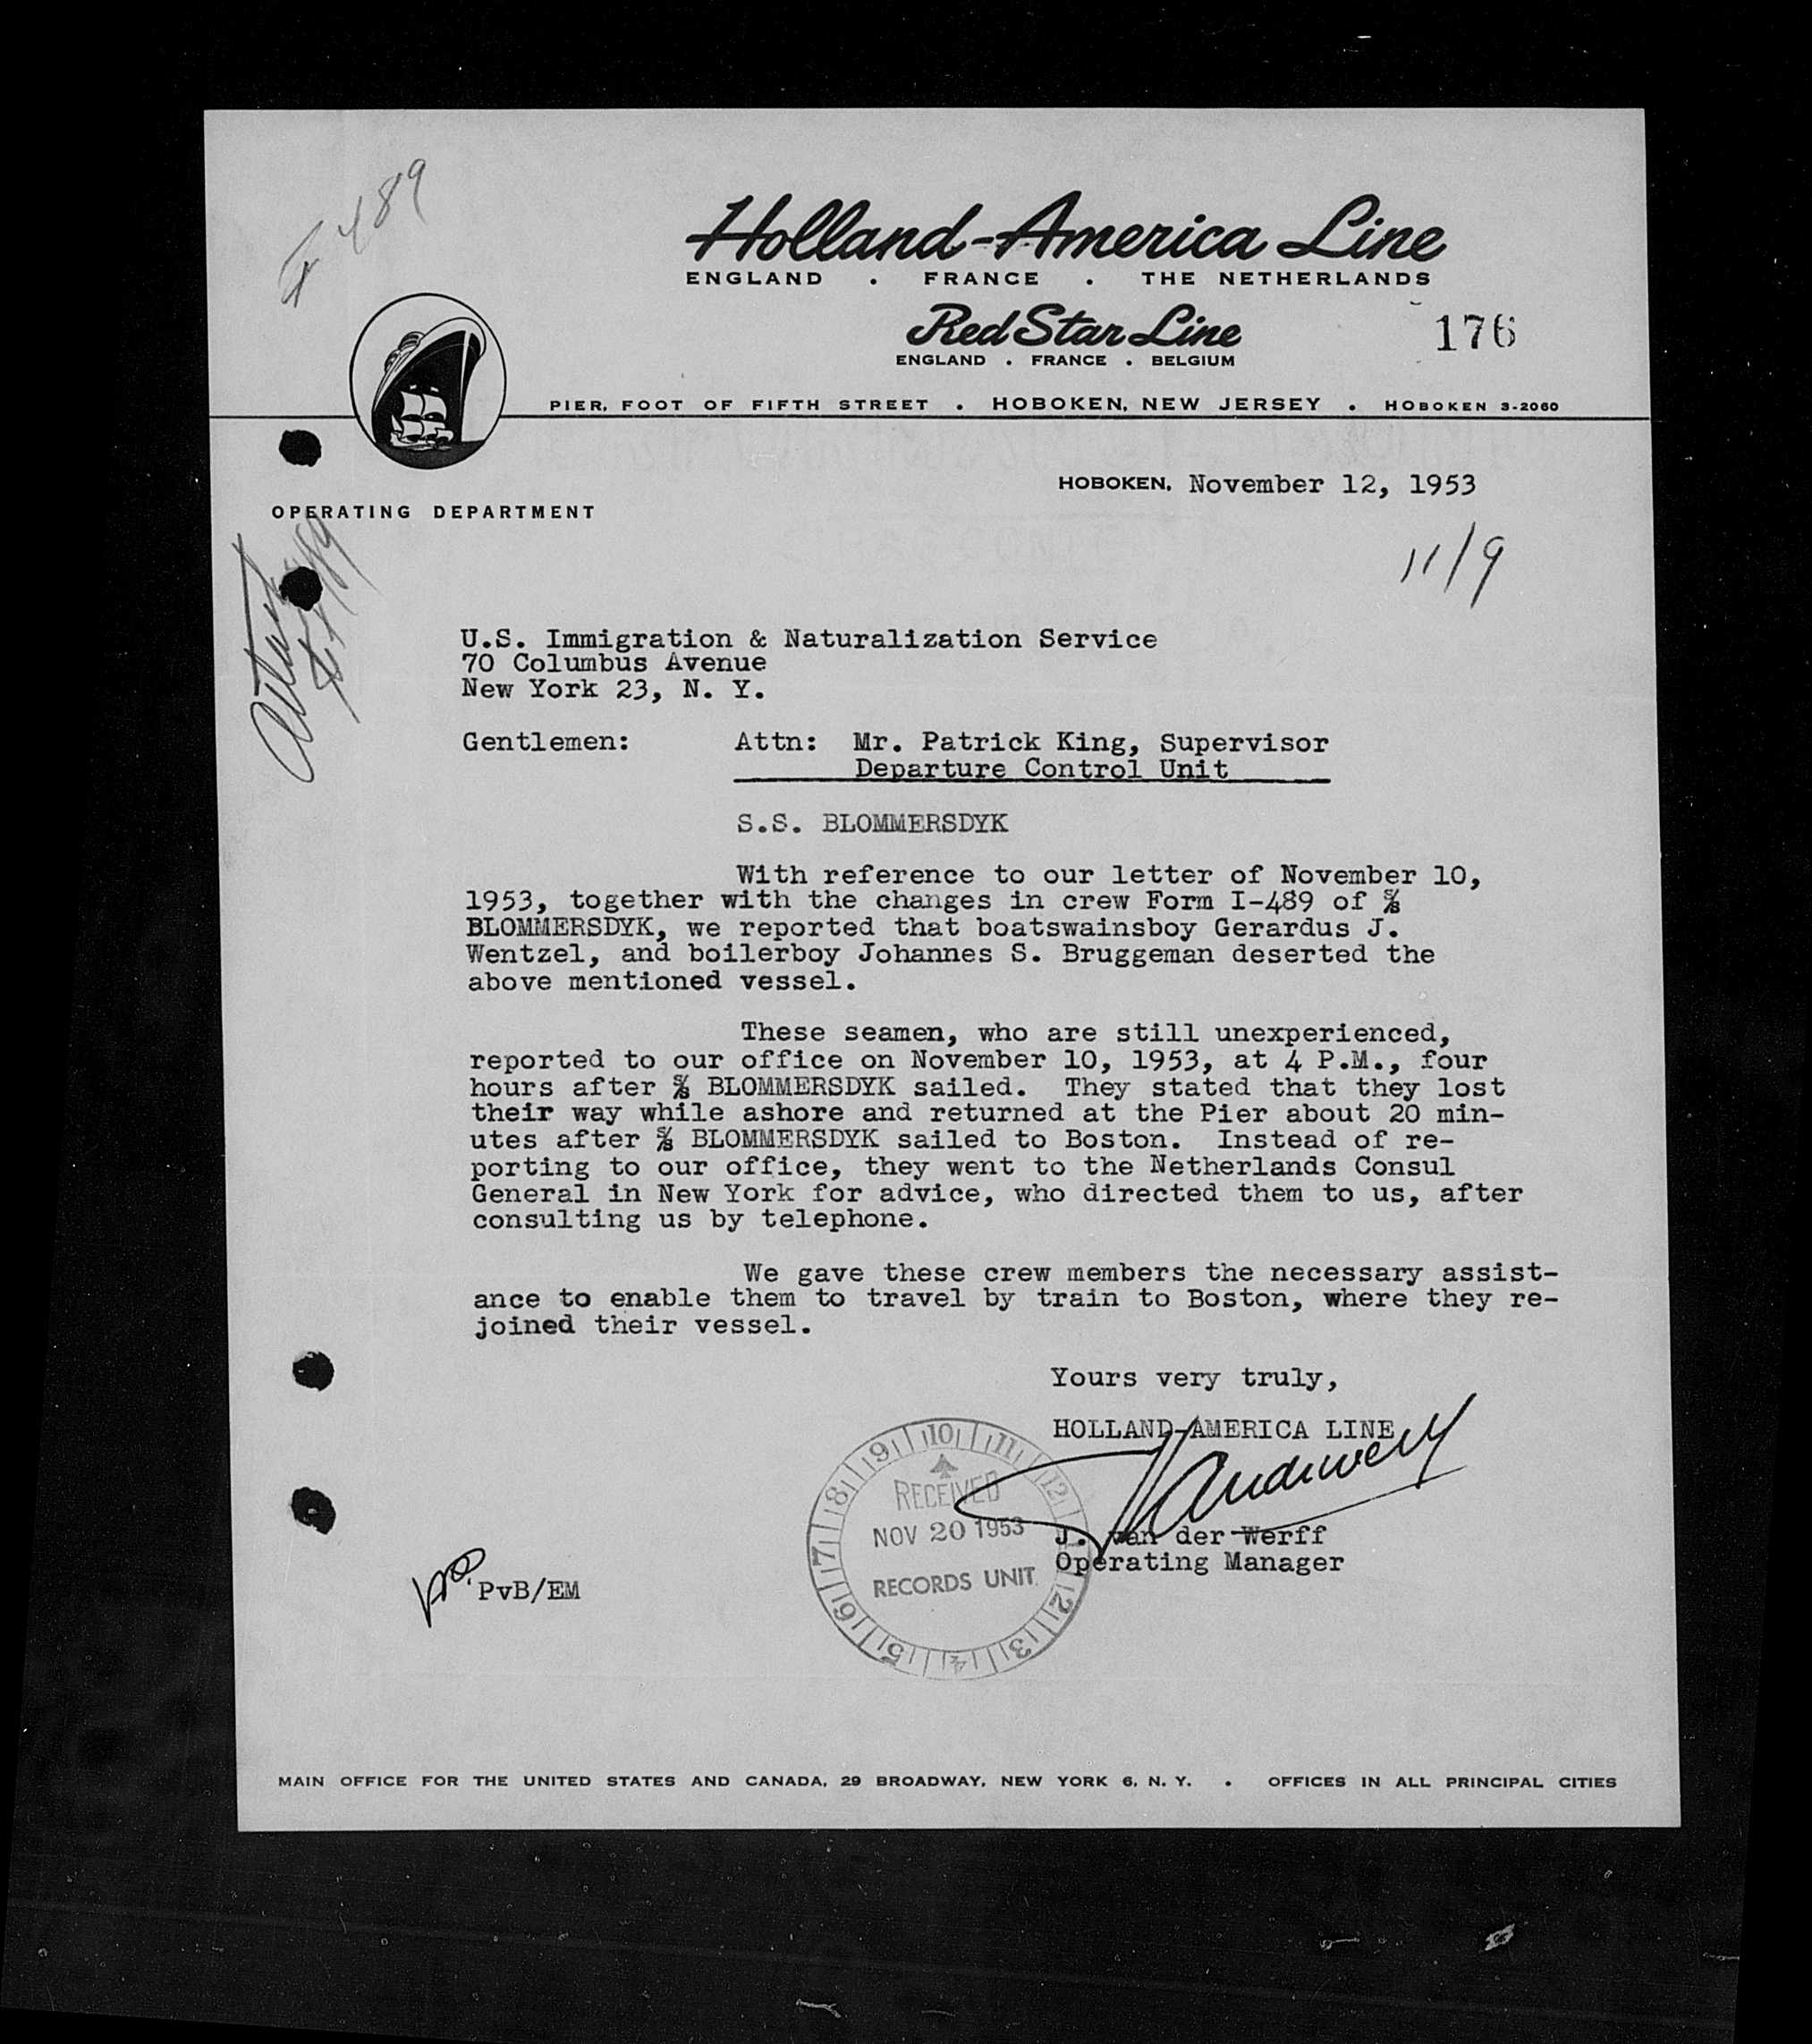 I 489
Holland-America Line
ENGLAND . FRANCE . THE NETHERLANDS
Red Star Line
176
ENGLAND . FRANCE . BELGIUM
PIER, FOOT OF FIFTH STREET . HOBOKEN, NEW JERSEY . HOBOKEN 3-2060
HOBOKEN, November 12, 1953
OPERATING DEPARTMENT
11/9
U.S. Immigration & Naturalization Service
70 Columbus Avenue
New York 23, N. Y.
Gentlemen: Attn: Mr. Patrick King, Supervisor
Departure Control Unit
S.S. BLOMMERSDYK
With reference to our letter of November 10,
1953, together with the changes in crew Form I-489 of S/S
BLOMMERSDYK, we reported that boatswainsboy Gerardus J.
Wentzel, and boilerboy Johannes S. Bruggeman deserted the
above mentioned vessel.
These seamen, who are still unexperienced,
reported to our office on November 10, 1953, at 4 P.M., four
hours after S/S BLOMMERSDYK sailed. They stated that they lost
their way while ashore and returned at the Pier about 20 min-
utes after S/S BLOMMERSDYK sailed to Boston. Instead of re-
porting to our office, they went to the Netherlands Consul
General in New York for advice, who directed them to us, after
consulting us by telephone.
We gave these crew members the necessary assist-
ance to enable them to travel by train to Boston, where they re-
joined their vessel.
Yours very truly,
HOLLAND-AMERICA LINE
J. van der Werff
Operating Manager
RECEIVED
NOV 20 1953
RECORDS UNIT
10 11 12 2 3 4 5 6 7 8 9
PvB/EM
MAIN OFFICE FOR THE UNITED STATES AND CANADA, 29 BROADWAY, NEW YORK 6, N. Y. . OFFICES IN ALL PRINCIPAL CITIES